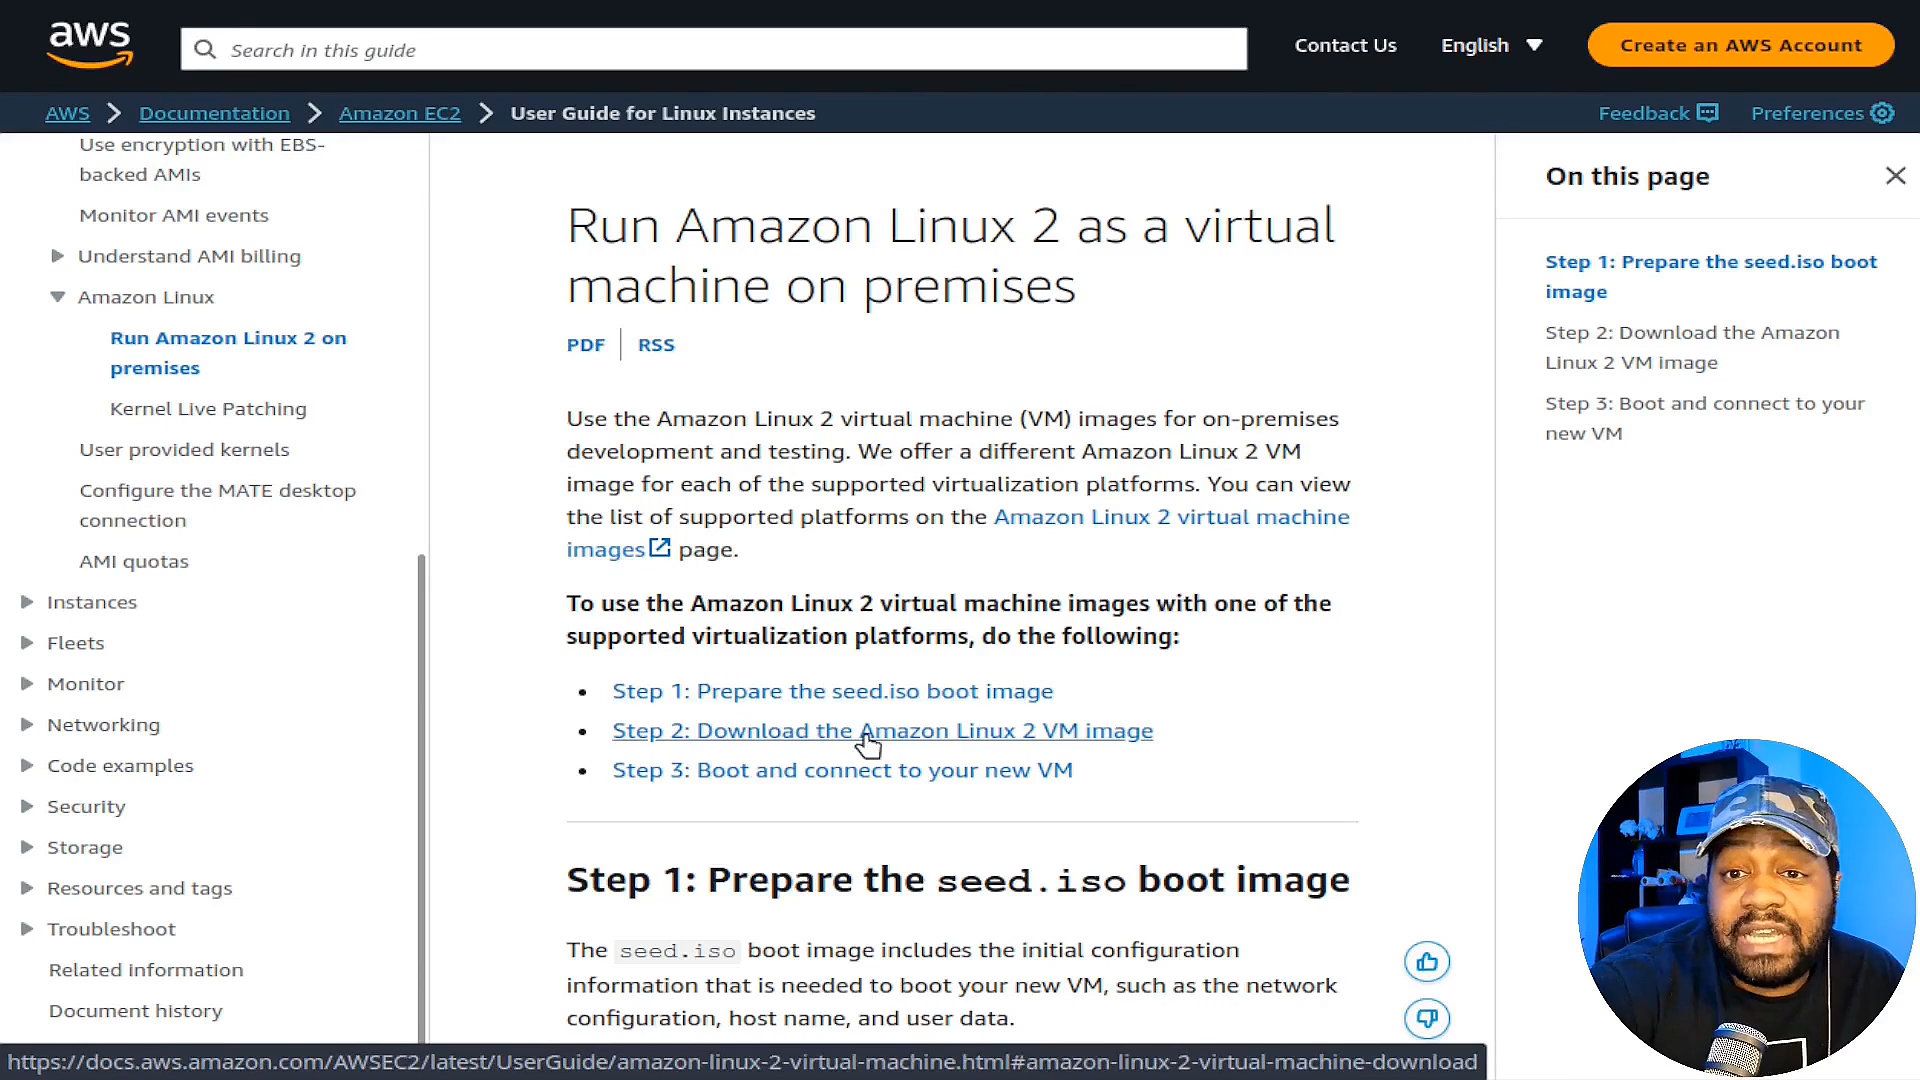 aws
Search in this guide
Contact Us
English
Create an AWS Account
AWS
Documentation
Amazon EC2
User Guide for Linux Instances
Feedback
Preferences
Use encryption with EBS-
backed AMIs
Monitor AMI events
Understand AMI billing
Amazon Linux
Run Amazon Linux 2 on
premises
Kernel Live Patching
User provided kernels
Configure the MATE desktop
connection
AMI quotas
Instances
Fleets
Monitor
Networking
Code examples
Security
Storage
Resources and tags
Troubleshoot
Related information
Document history
Run Amazon Linux 2 as a virtual
machine on premises
PDF
RSS
Use the Amazon Linux 2 virtual machine (VM) images for on-premises
development and testing. We offer a different Amazon Linux 2 VM
image for each of the supported virtualization platforms. You can view
the list of supported platforms on the Amazon Linux 2 virtual machine
images page.
To use the Amazon Linux 2 virtual machine images with one of the
supported virtualization platforms, do the following:
• Step 1: Prepare the seed.iso boot image
• Step 2: Download the Amazon Linux 2 VM image
• Step 3: Boot and connect to your new VM
Step 1: Prepare the seed.iso boot image
The seed.iso boot image includes the initial configuration
information that is needed to boot your new VM, such as the network
configuration, host name, and user data.
On this page
Step 1: Prepare the seed.iso boot
image
Step 2: Download the Amazon
Linux 2 VM image
Step 3: Boot and connect to your
new VM
https://docs.aws.amazon.com/AWSEC2/latest/UserGuide/amazon-linux-2-virtual-machine.html#amazon-linux-2-virtual-machine-download